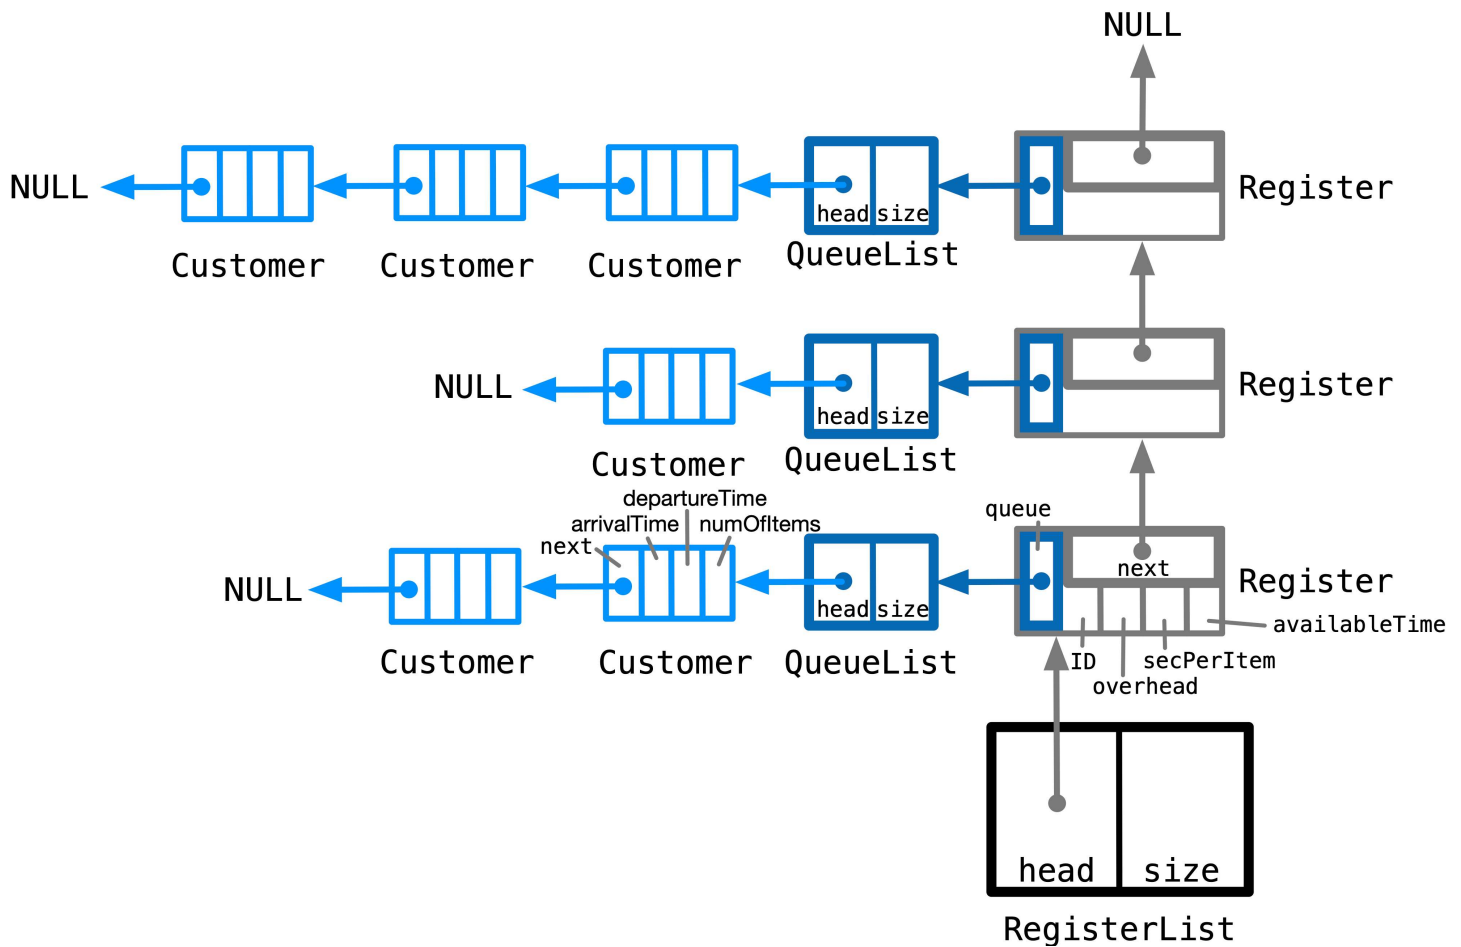 NULL
NULL
head size
Register
Customer Customer Customer QueueList
NULL
head size
Register
Customer QueueList
departureTime
queue
arrivalTime numOfItems
next
next
NULL
head size
Register
availableTime
Customer Customer QueueList
ID secPerItem
overhead
head size
RegisterList